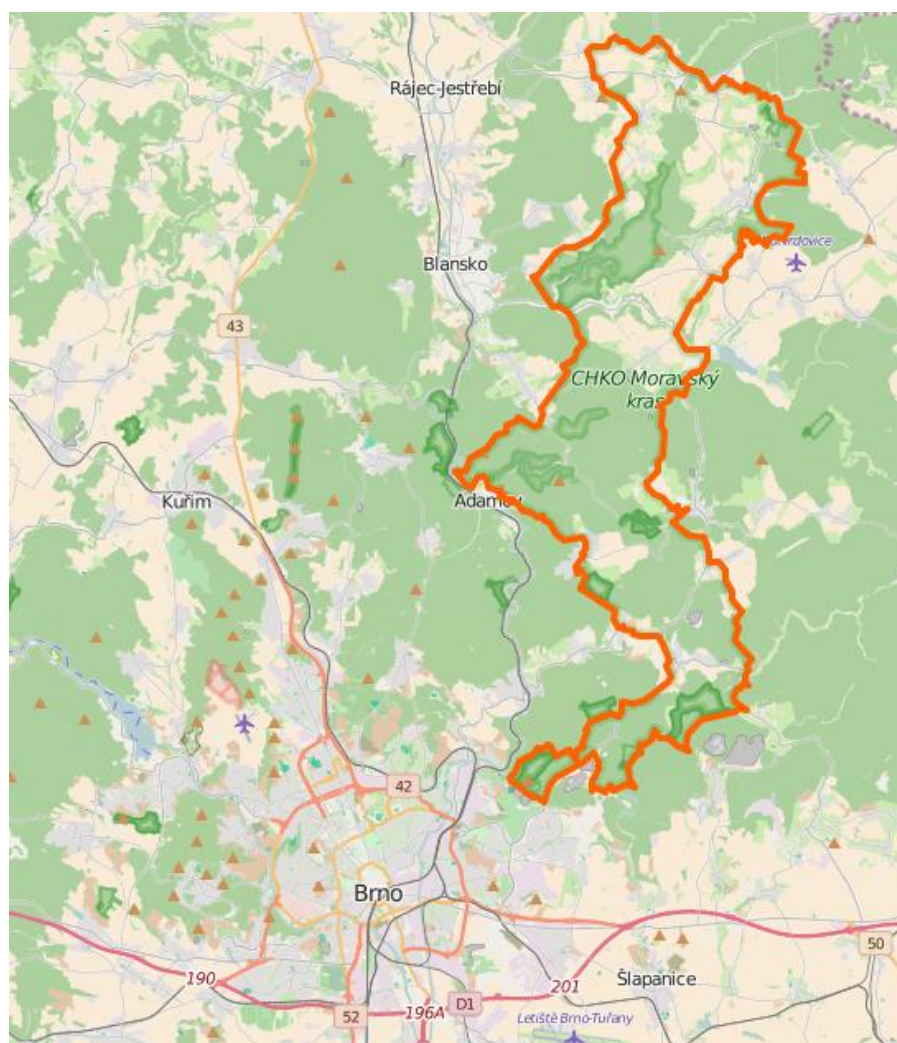 Rájec-Jestřebí
Blansko
43
CHKO Moravský
kras
Kuřim
Adamov
42
Brno
50
190
201
Šlapanice
D1
52
196A
Letiště Brno-Tuřany